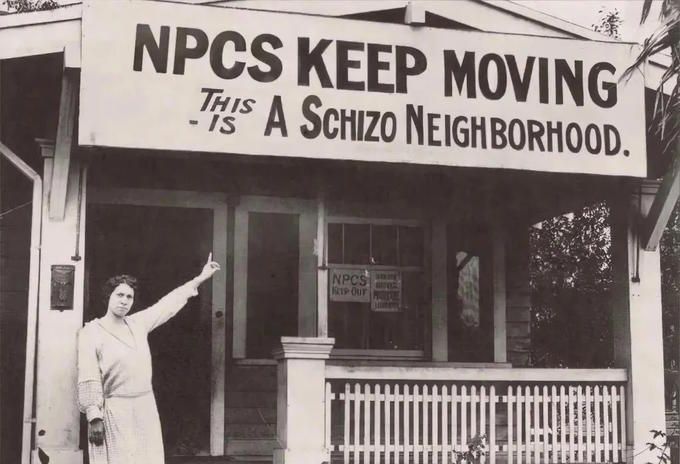 NPCS KEEP MOVING
THIS
- IS A SCHIZO NEIGHBORHOOD.
NPCS
KEEP OUT